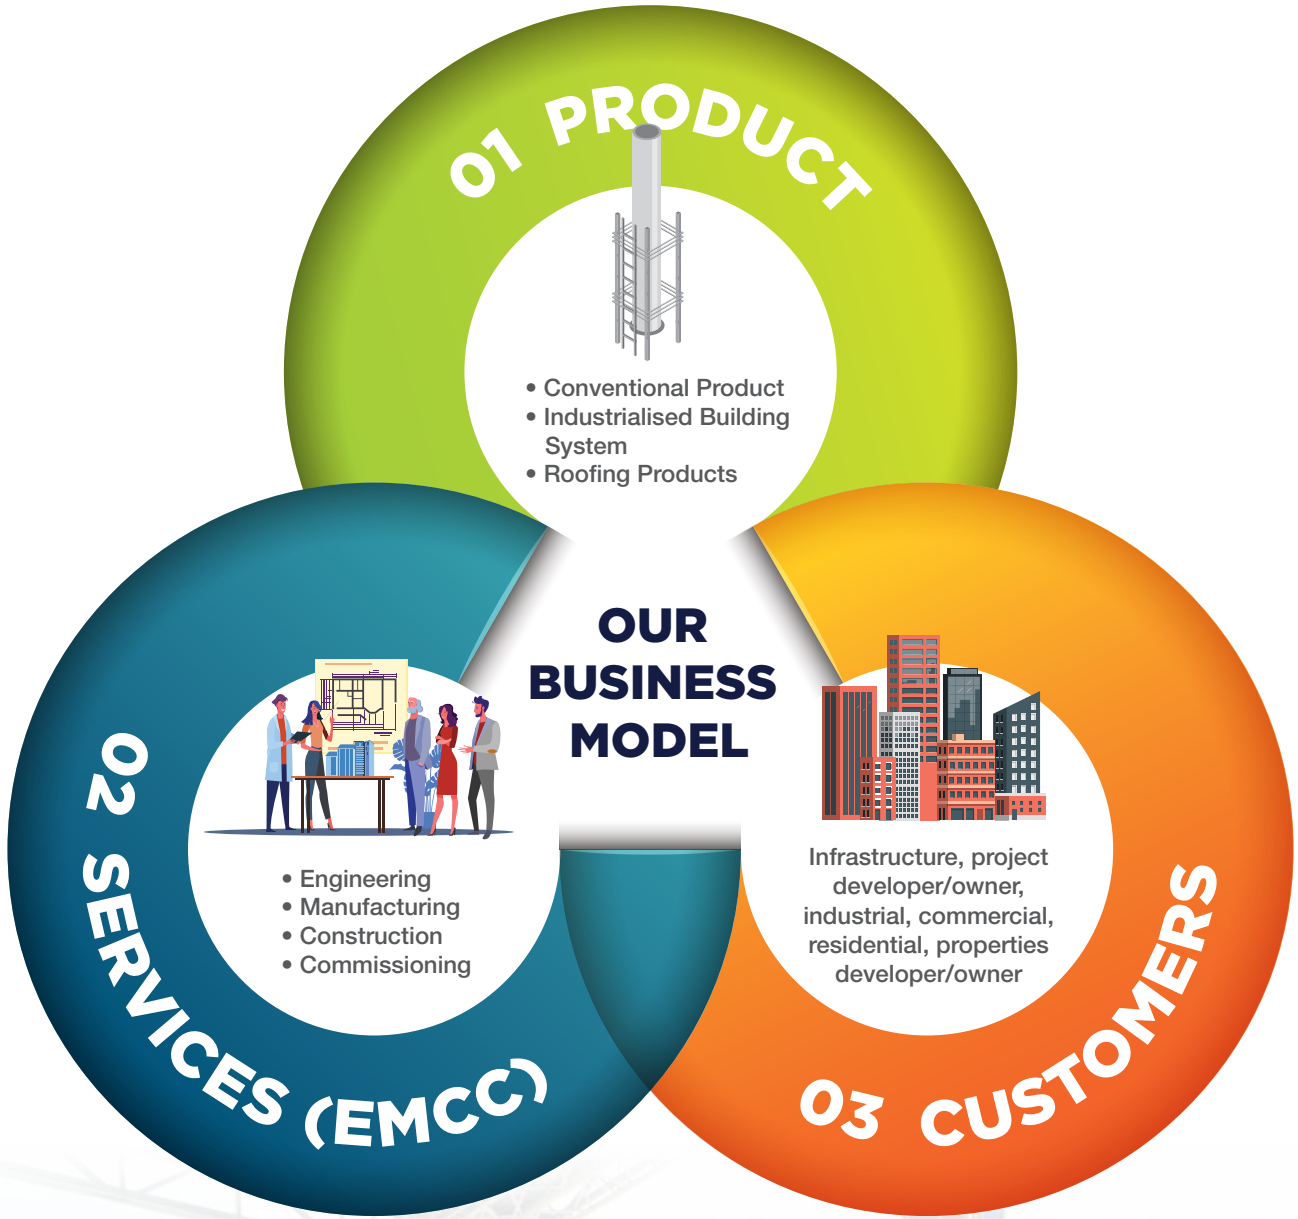 01 PRODUCT
• Conventional Product
• Industrialised Building
System
• Roofing Products
OUR
BUSINESS
MODEL
02 SERVICES (EMCC)
• Engineering
• Manufacturing
• Construction
• Commissioning
Infrastructure, project
developer/owner,
industrial, commercial,
residential, properties
developer/owner
03 CUSTOMERS